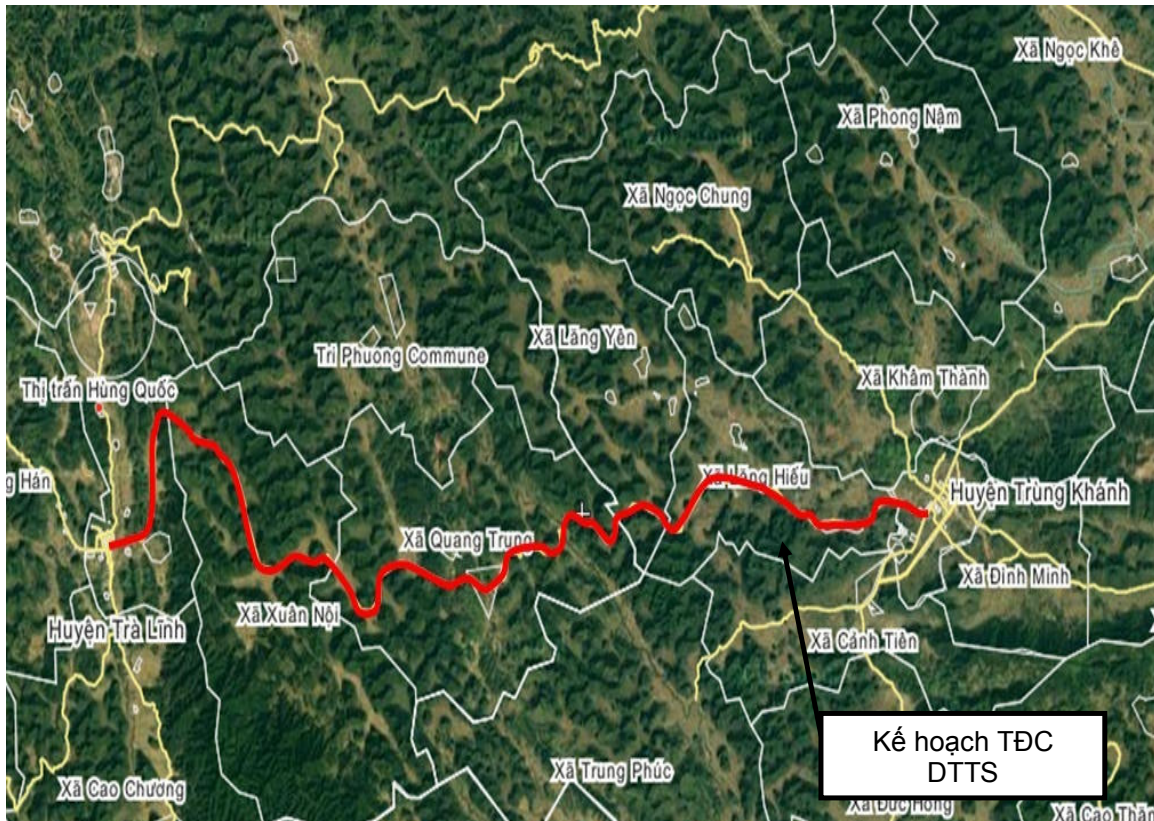 Xã Ngọc Khê
Xã Phong Nậm
Xã Ngọc Chung
Xã Lăng Yên
Tri Phuong Commune
Xã Khâm Thành
Thị trấn Hùng Quốc
g Hán
Xã Lăng Hiếu
Huyện Trùng Khánh
Xã Quang Trung
Xã Đình Minh
Xã Xuân Nội
Huyện Trà Lĩnh
Xã Cảnh Tiên
Kế hoạch TĐC
DTTS
Xã Trung Phúc
Xã Cao Chương
Xã Đức Hồng
Xã Cao Thăn